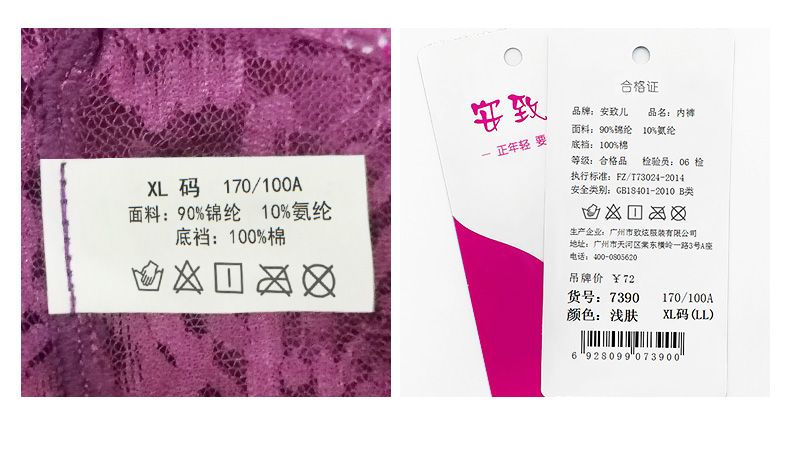 XL 码 170/100A
面料：90%锦纶 10%氨纶
底裆：100%棉
安致
— 正年轻 要
合格证
品牌：安致儿 品名：内裤
面料：90%锦纶 10%氨纶
底裆：100%棉
等级：合格品 检验员：06 检
执行标准：FZ/T73024-2014
安全类别：GB18401-2010 B类
生产企业：广州市致炫服装有限公司
地址：广州市天河区棠东横岭一路3号A座
电话：400-0805620
吊牌价 ￥72
货号：7390 170/100A
颜色：浅肤 XL码(LL)
6 928099 073900